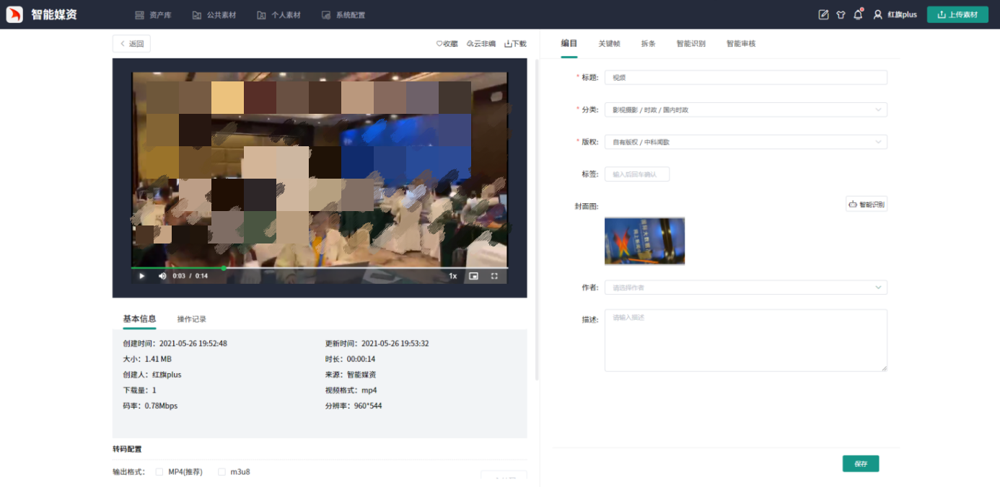 智能媒资 资产库 公共素材 个人素材 系统配置 红旗plus 上传素材
返回 收藏 云非编 下载
0:03 / 0:14 1x
基本信息 操作记录
创建时间：2021-05-26 19:52:48 更新时间：2021-05-26 19:53:32
大小：1.41 MB 时长：00:00:14
创建人：红旗plus 来源：智能媒资
下载量：1 视频格式：mp4
码率：0.78Mbps 分辨率：960*544
转码配置
输出格式： MP4(推荐) m3u8
编目 关键帧 拆条 智能识别 智能审核
* 标题: 视频
* 分类: 影视摄影 / 时政 / 国内时政
* 版权: 自有版权 / 中科闻歌
标签: 输入后回车确认
封面图: 智能识别
作者: 请选择作者
描述: 请输入描述
保存